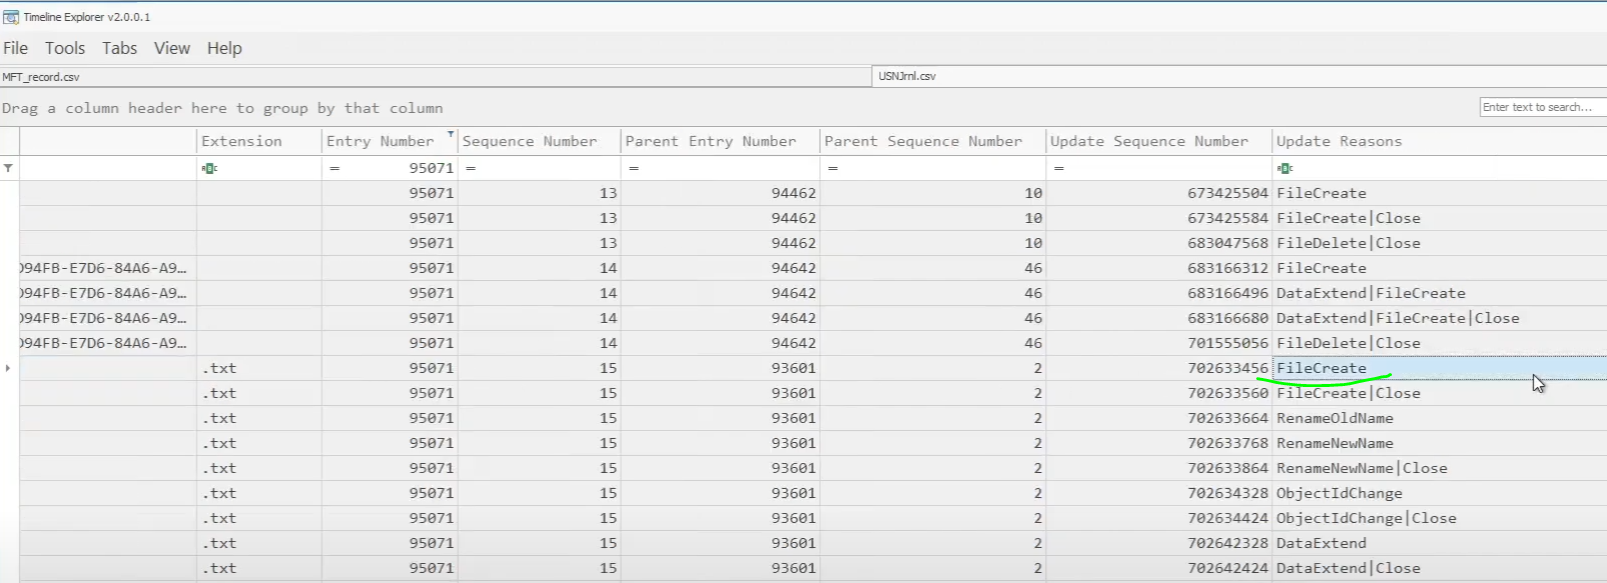 Timeline Explorer v2.0.0.1
File Tools Tabs View Help
MFT_record.csv USNJrnl.csv
Drag a column header here to group by that column Enter text to search...
Extension Entry Number Sequence Number Parent Entry Number Parent Sequence Number Update Sequence Number Update Reasons
= 95071 = = = =
95071 13 94462 10 673425504 FileCreate
95071 13 94462 10 673425584 FileCreate|Close
95071 13 94462 10 683047568 FileDelete|Close
094FB-E7D6-84A6-A9… 95071 14 94642 46 683166312 FileCreate
094FB-E7D6-84A6-A9… 95071 14 94642 46 683166496 DataExtend|FileCreate
094FB-E7D6-84A6-A9… 95071 14 94642 46 683166680 DataExtend|FileCreate|Close
094FB-E7D6-84A6-A9… 95071 14 94642 46 701555056 FileDelete|Close
.txt 95071 15 93601 2 702633456 FileCreate
.txt 95071 15 93601 2 702633560 FileCreate|Close
.txt 95071 15 93601 2 702633664 RenameOldName
.txt 95071 15 93601 2 702633768 RenameNewName
.txt 95071 15 93601 2 702633864 RenameNewName|Close
.txt 95071 15 93601 2 702634328 ObjectIdChange
.txt 95071 15 93601 2 702634424 ObjectIdChange|Close
.txt 95071 15 93601 2 702642328 DataExtend
.txt 95071 15 93601 2 702642424 DataExtend|Close